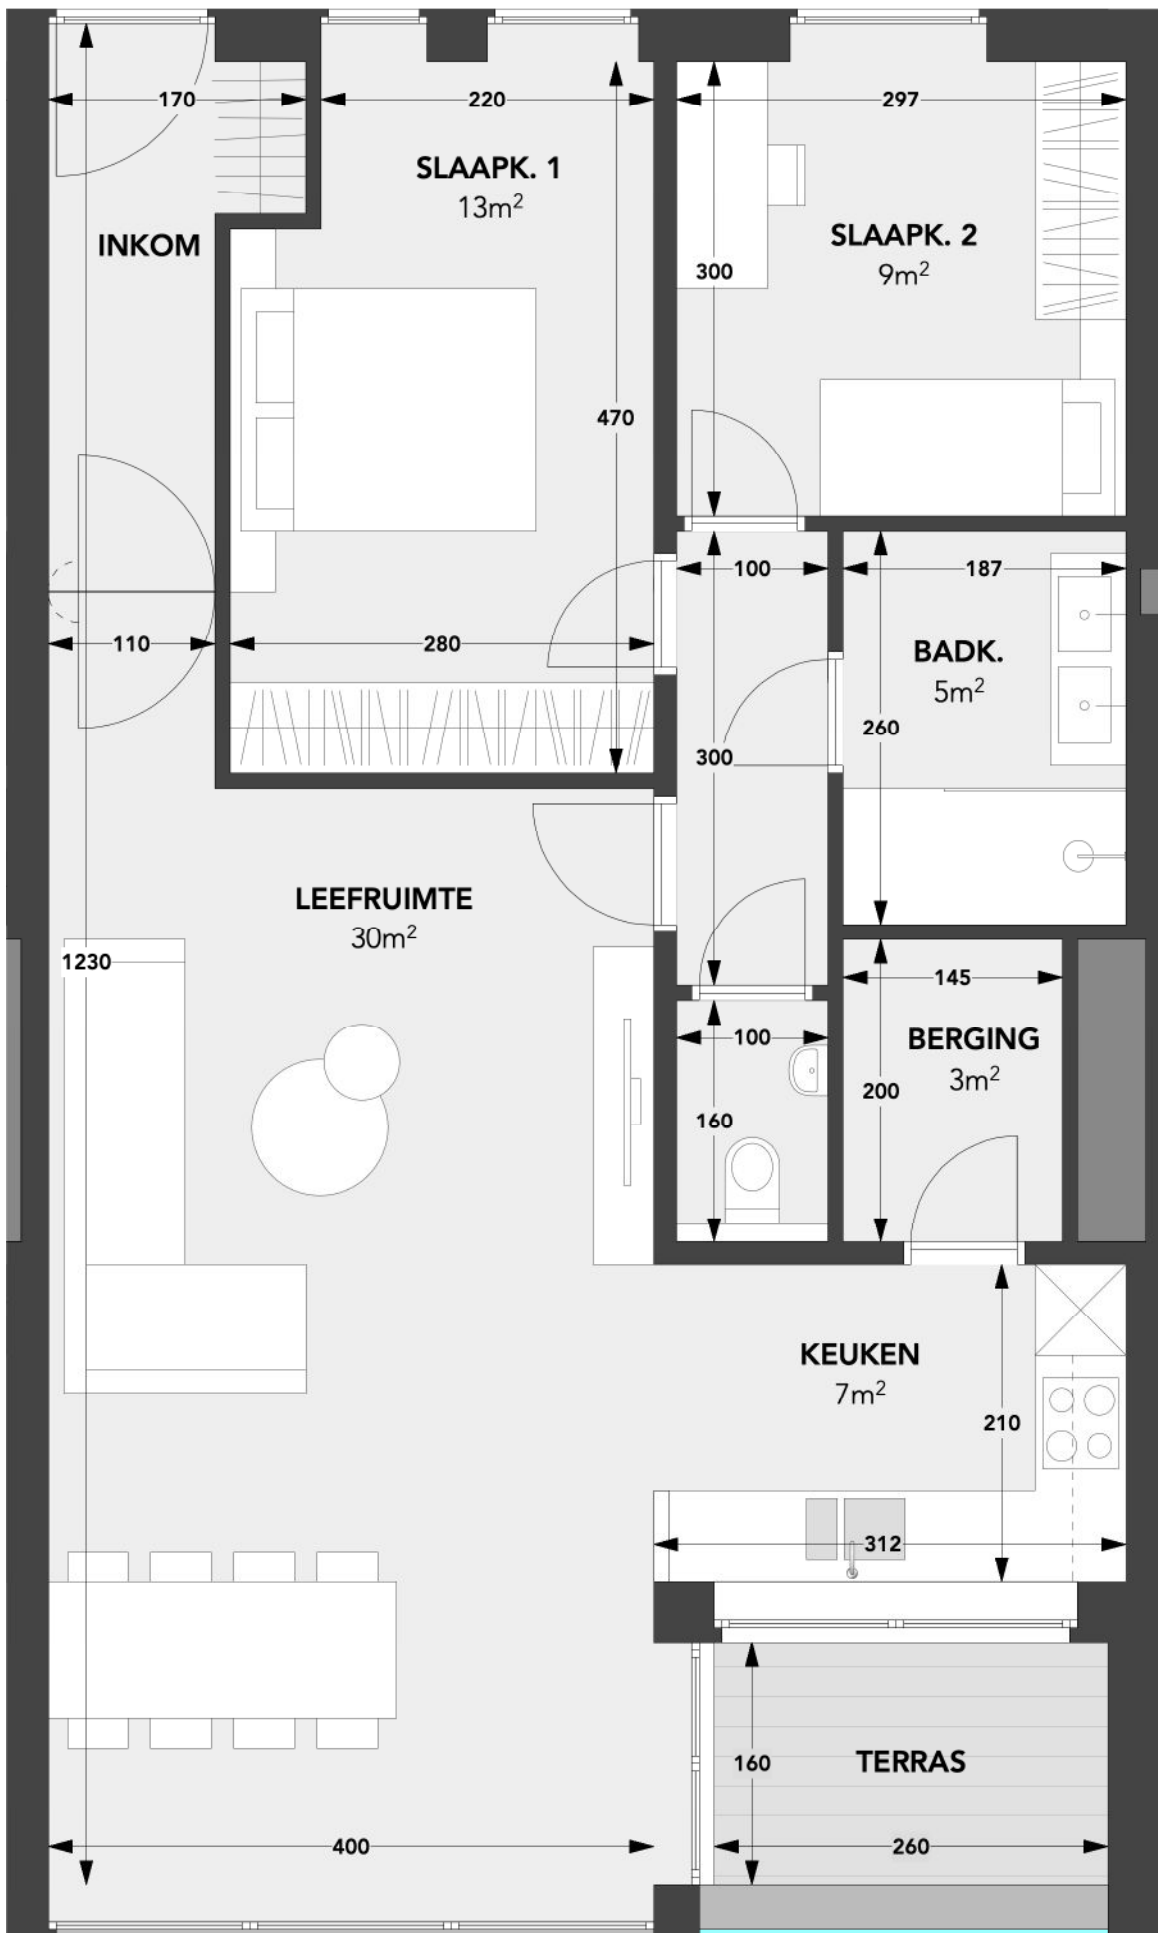 170
220
297
SLAAPK. 1
13m²
INKOM
SLAAPK. 2
9m²
300
470
100
187
110
280
BADK.
5m²
260
300
LEEFRUIMTE
30m²
1230
145
100
BERGING
3m²
200
160
KEUKEN
7m²
210
312
160
TERRAS
400
260